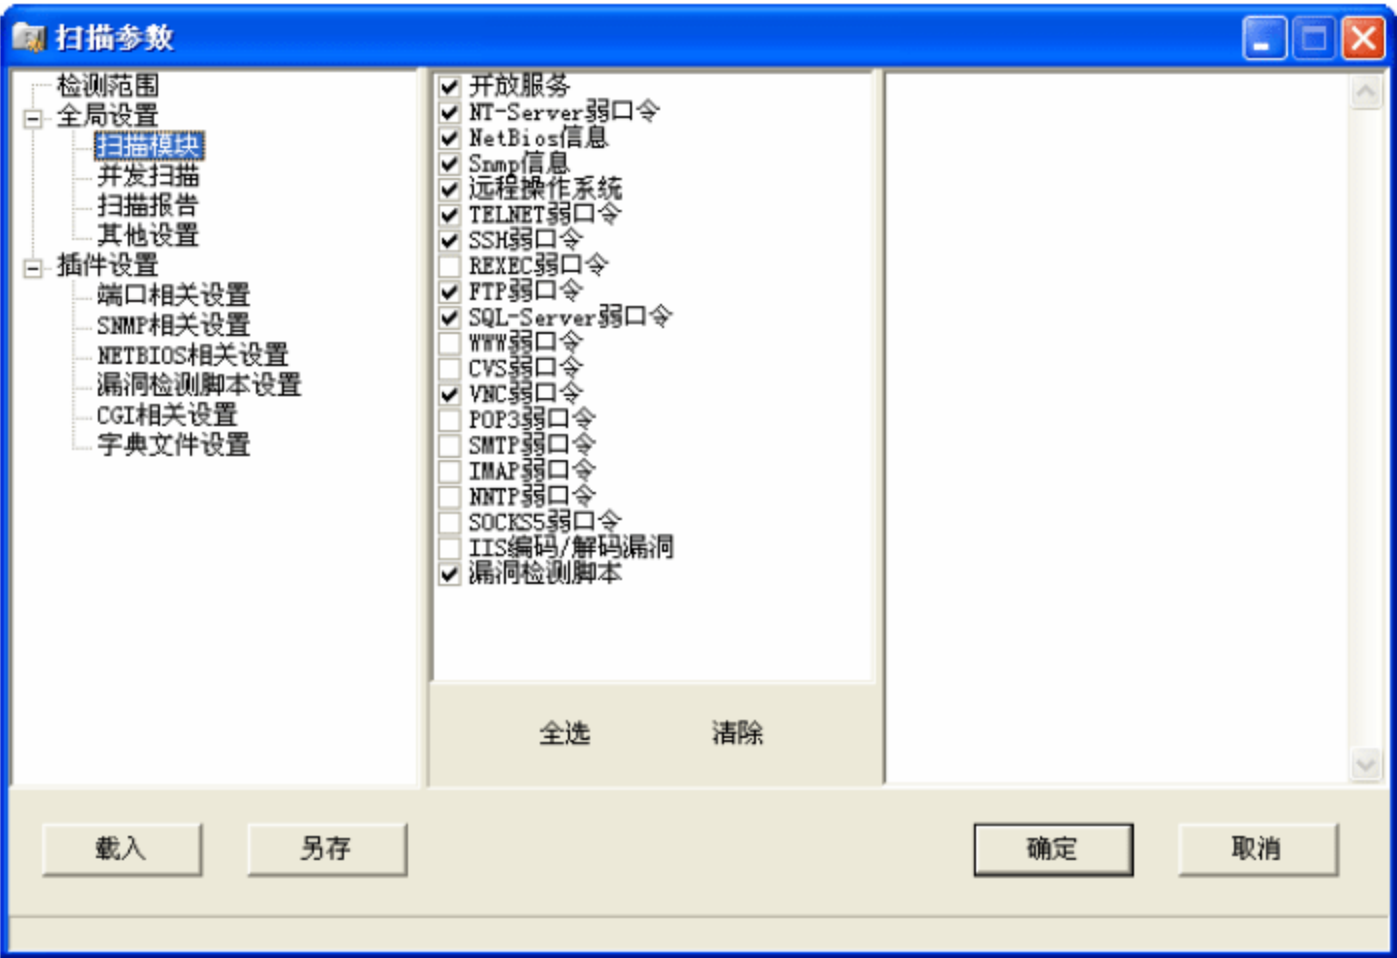 扫描参数
检测范围
全局设置
扫描模块
并发扫描
扫描报告
其他设置
插件设置
端口相关设置
SNMP相关设置
NETBIOS相关设置
漏洞检测脚本设置
CGI相关设置
字典文件设置
开放服务
NT-Server弱口令
NetBios信息
Snmp信息
远程操作系统
TELNET弱口令
SSH弱口令
REXEC弱口令
FTP弱口令
SQL-Server弱口令
WWW弱口令
CVS弱口令
VNC弱口令
POP3弱口令
SMTP弱口令
IMAP弱口令
NNTP弱口令
SOCKS5弱口令
IIS编码/解码漏洞
漏洞检测脚本
全选 清除
载入 另存 确定 取消